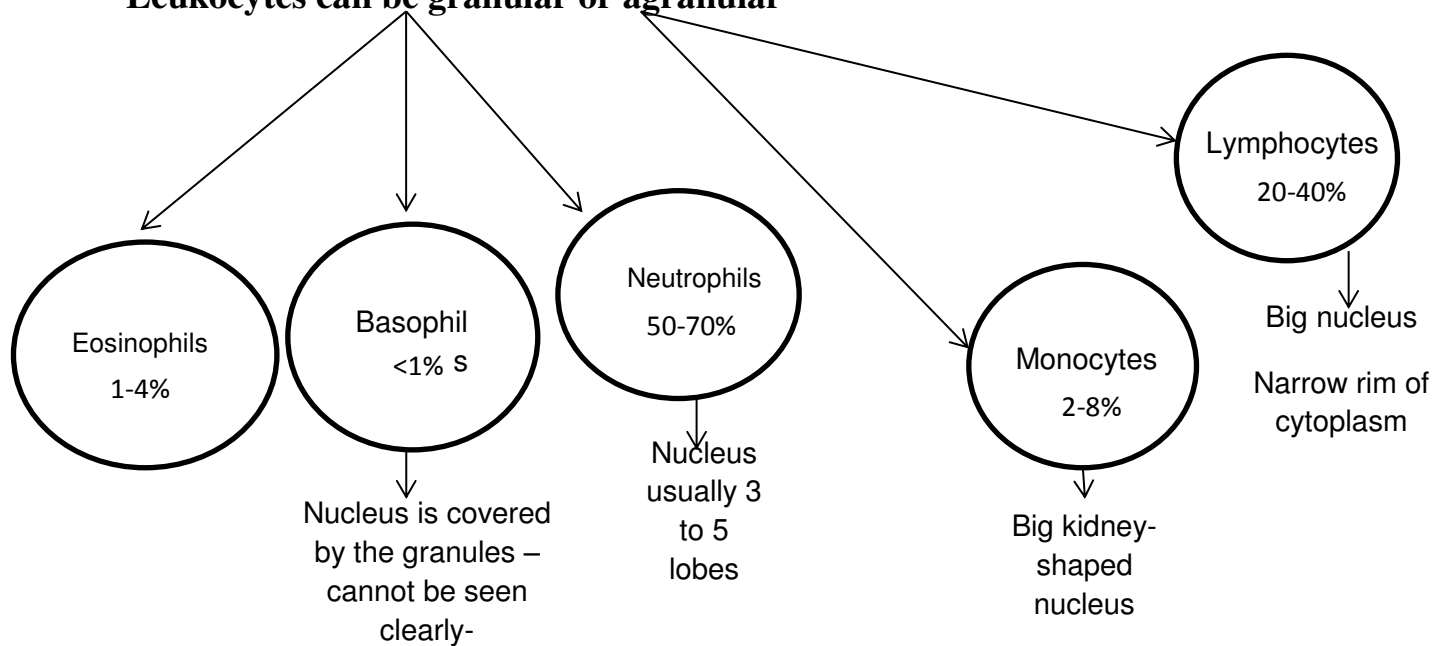 Leukocytes can be granular or agranular
Lymphocytes
20-40%
Big nucleus
Narrow rim of
cytoplasm
Neutrophils
50-70%
Nucleus
usually 3
to 5
lobes
Basophil
<1% s
Nucleus is covered
by the granules –
cannot be seen
clearly-
Eosinophils
1-4%
Monocytes
2-8%
Big kidney-
shaped
nucleus